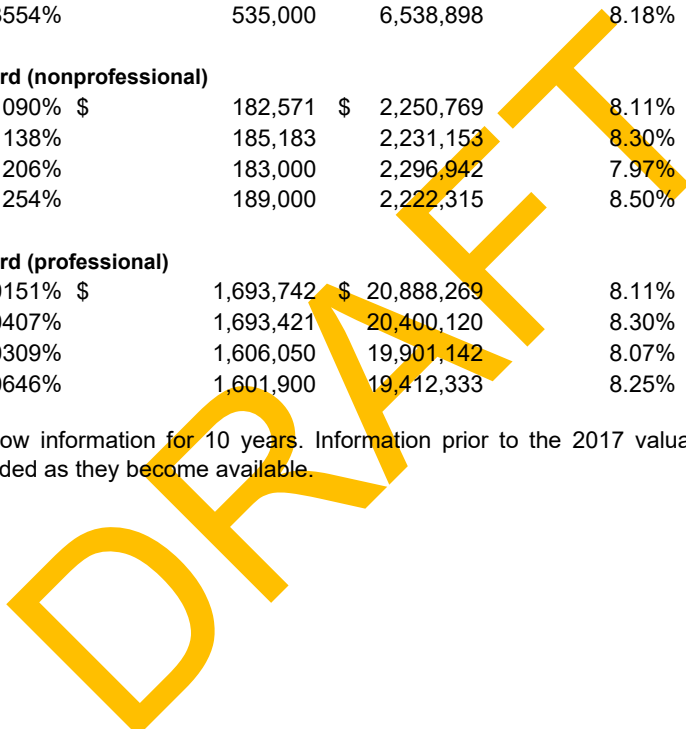 3554% 535,000 6,538,898 8.18%
rd (nonprofessional)
090% $ 182,571 $ 2,250,769 8.11%
138% 185,183 2,231,153 8.30%
206% 183,000 2,296,942 7.97%
254% 189,000 2,222,315 8.50%
rd (professional)
0151% $ 1,693,742 $ 20,888,269 8.11%
0407% 1,693,421 20,400,120 8.30%
0309% 1,606,050 19,901,142 8.07%
0646% 1,601,900 19,412,333 8.25%
ow information for 10 years. Information prior to the 2017 valua
ded as they become available.
DRAFT